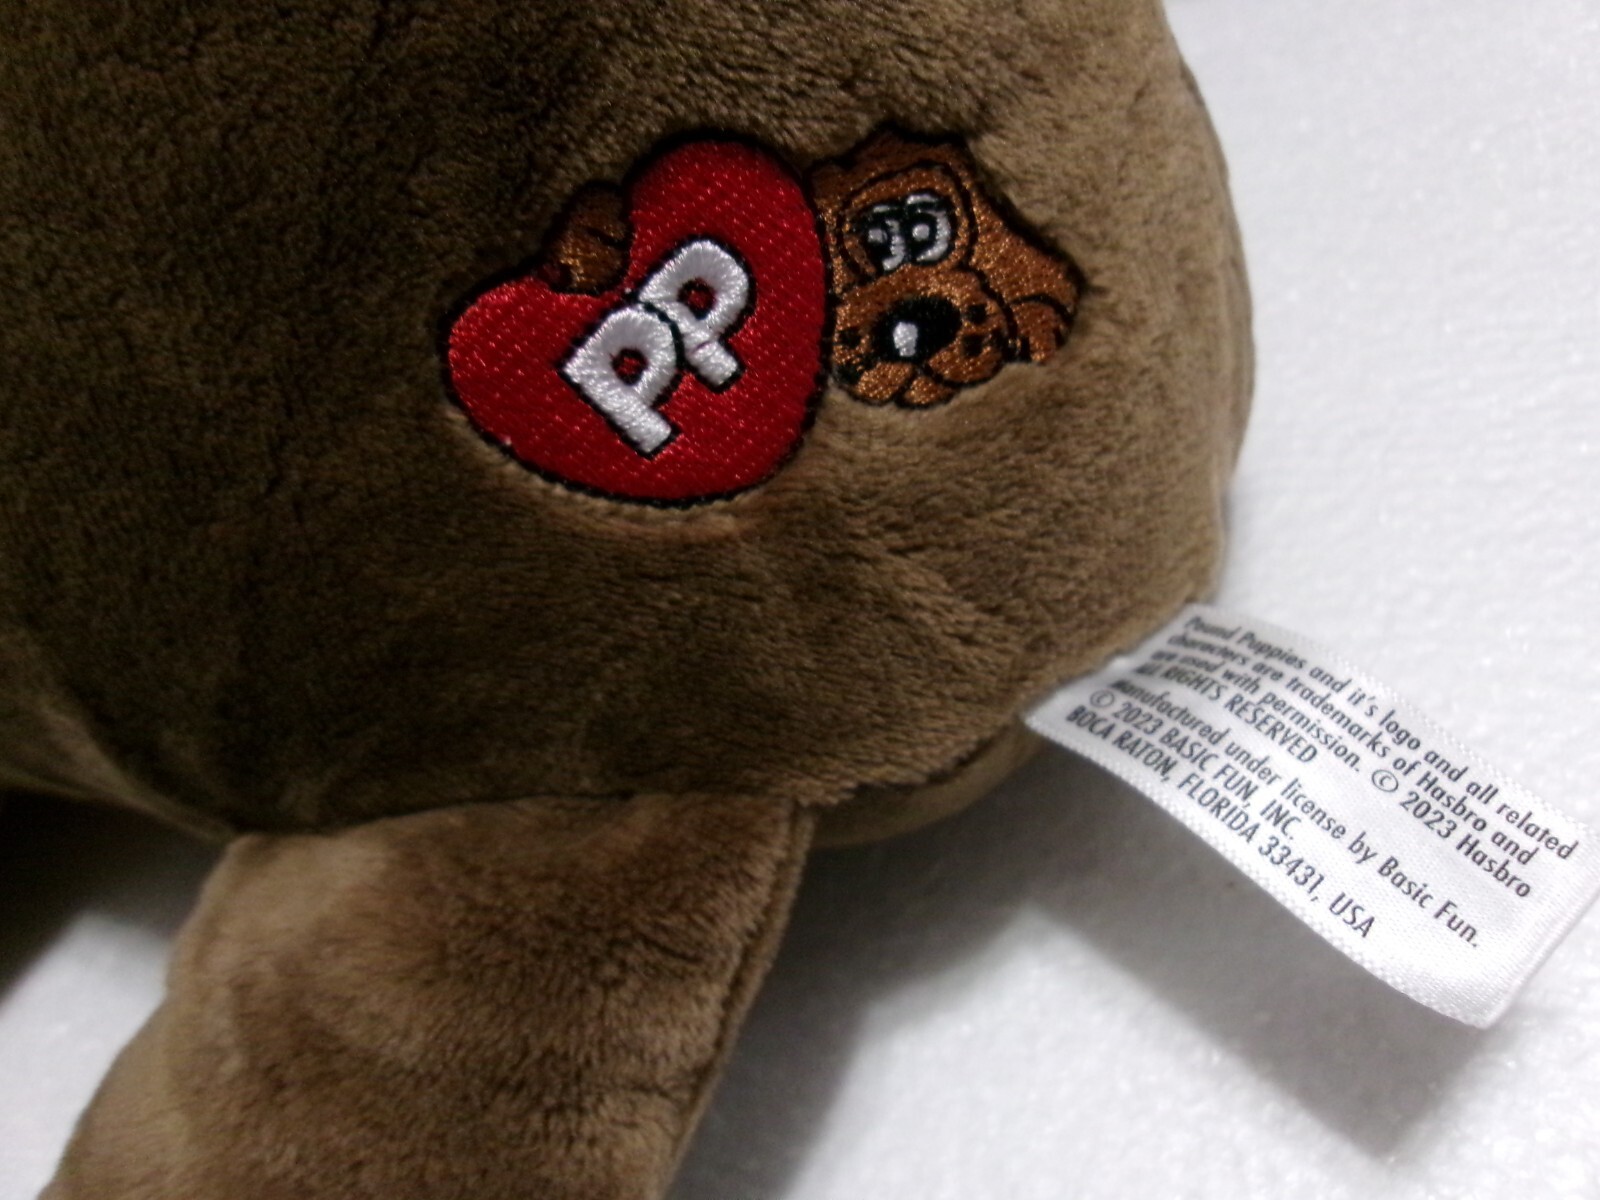 PP
Pound Puppies and it's logo and all related
characters are trademarks of Hasbro and
are used with permission. © 2023 Hasbro
All RIGHTS RESERVED
Manufactured under license by Basic Fun.
© 2023 BASIC FUN, INC.
BOCA RATON, FLORIDA 33431, USA